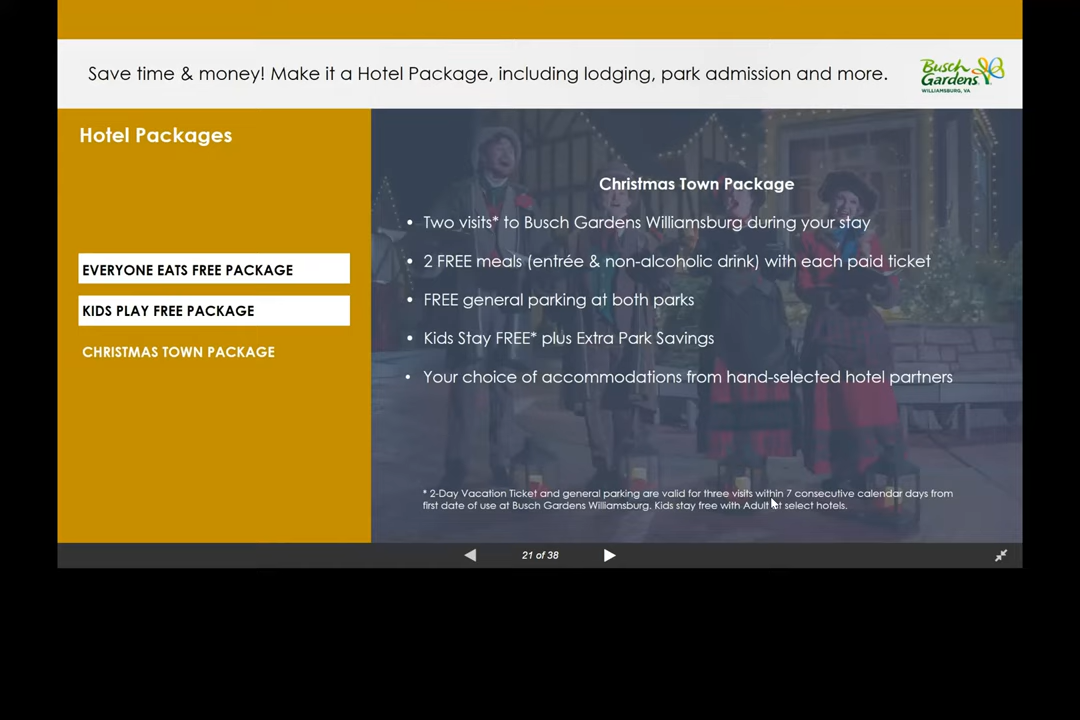 Save time & money! Make it a Hotel Package, including lodging, park admission and more.
Busch
Gardens
WILLIAMSBURG, VA
Hotel Packages
EVERYONE EATS FREE PACKAGE
KIDS PLAY FREE PACKAGE
CHRISTMAS TOWN PACKAGE
Christmas Town Package
• Two visits* to Busch Gardens Williamsburg during your stay
• 2 FREE meals (entrée & non-alcoholic drink) with each paid ticket
• FREE general parking at both parks
• Kids Stay FREE* plus Extra Park Savings
• Your choice of accommodations from hand-selected hotel partners
* 2-Day Vacation Ticket and general parking are valid for three visits within 7 consecutive calendar days from
first date of use at Busch Gardens Williamsburg. Kids stay free with Adult at select hotels.
21 of 38